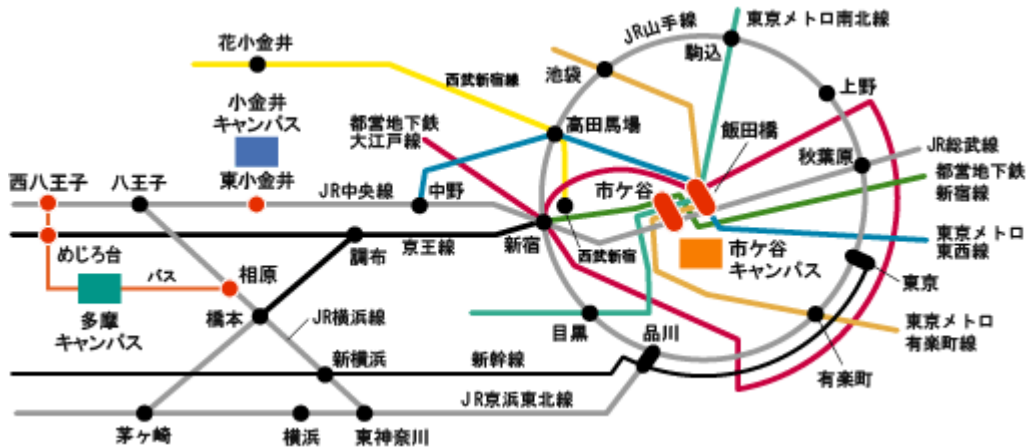 東京メトロ南北線
JR山手線
駒込
花小金井
池袋
西武新宿線
上野
小金井
キャンパス
都営地下鉄
大江戸線
高田馬場
飯田橋
秋葉原
JR総武線
都営地下鉄
新宿線
西八王子
八王子
東小金井
JR中央線
中野
市ケ谷
新宿
西武新宿
市ケ谷
キャンパス
東京メトロ
東西線
めじろ台
調布
京王線
バス
相原
東京
多摩
キャンパス
橋本
JR横浜線
目黒
品川
東京メトロ
有楽町線
新横浜
新幹線
有楽町
JR京浜東北線
茅ヶ崎
横浜
東神奈川